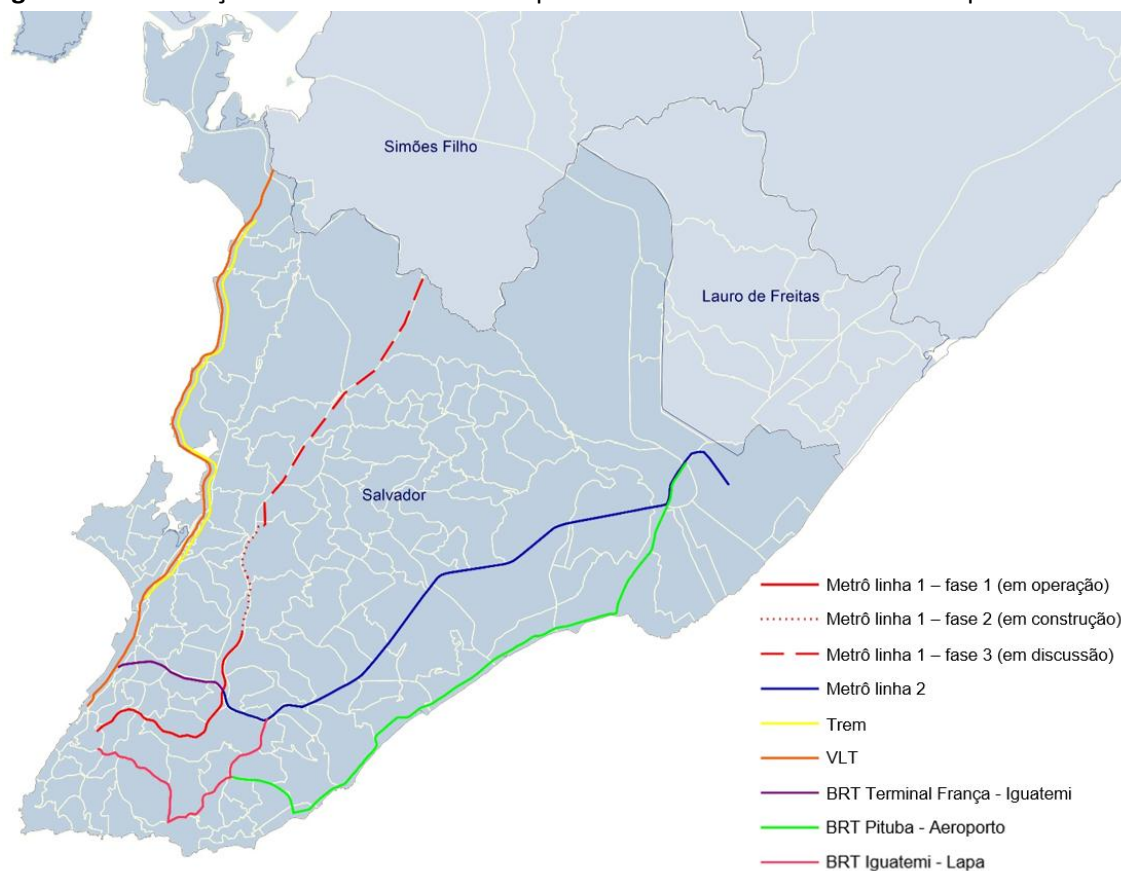 Simões Filho
Lauro de Freitas
Salvador
Metrô linha 1 – fase 1 (em operação)
Metrô linha 1 – fase 2 (em construção)
Metrô linha 1 – fase 3 (em discussão)
Metrô linha 2
Trem
VLT
BRT Terminal França - Iguatemi
BRT Pituba - Aeroporto
BRT Iguatemi - Lapa